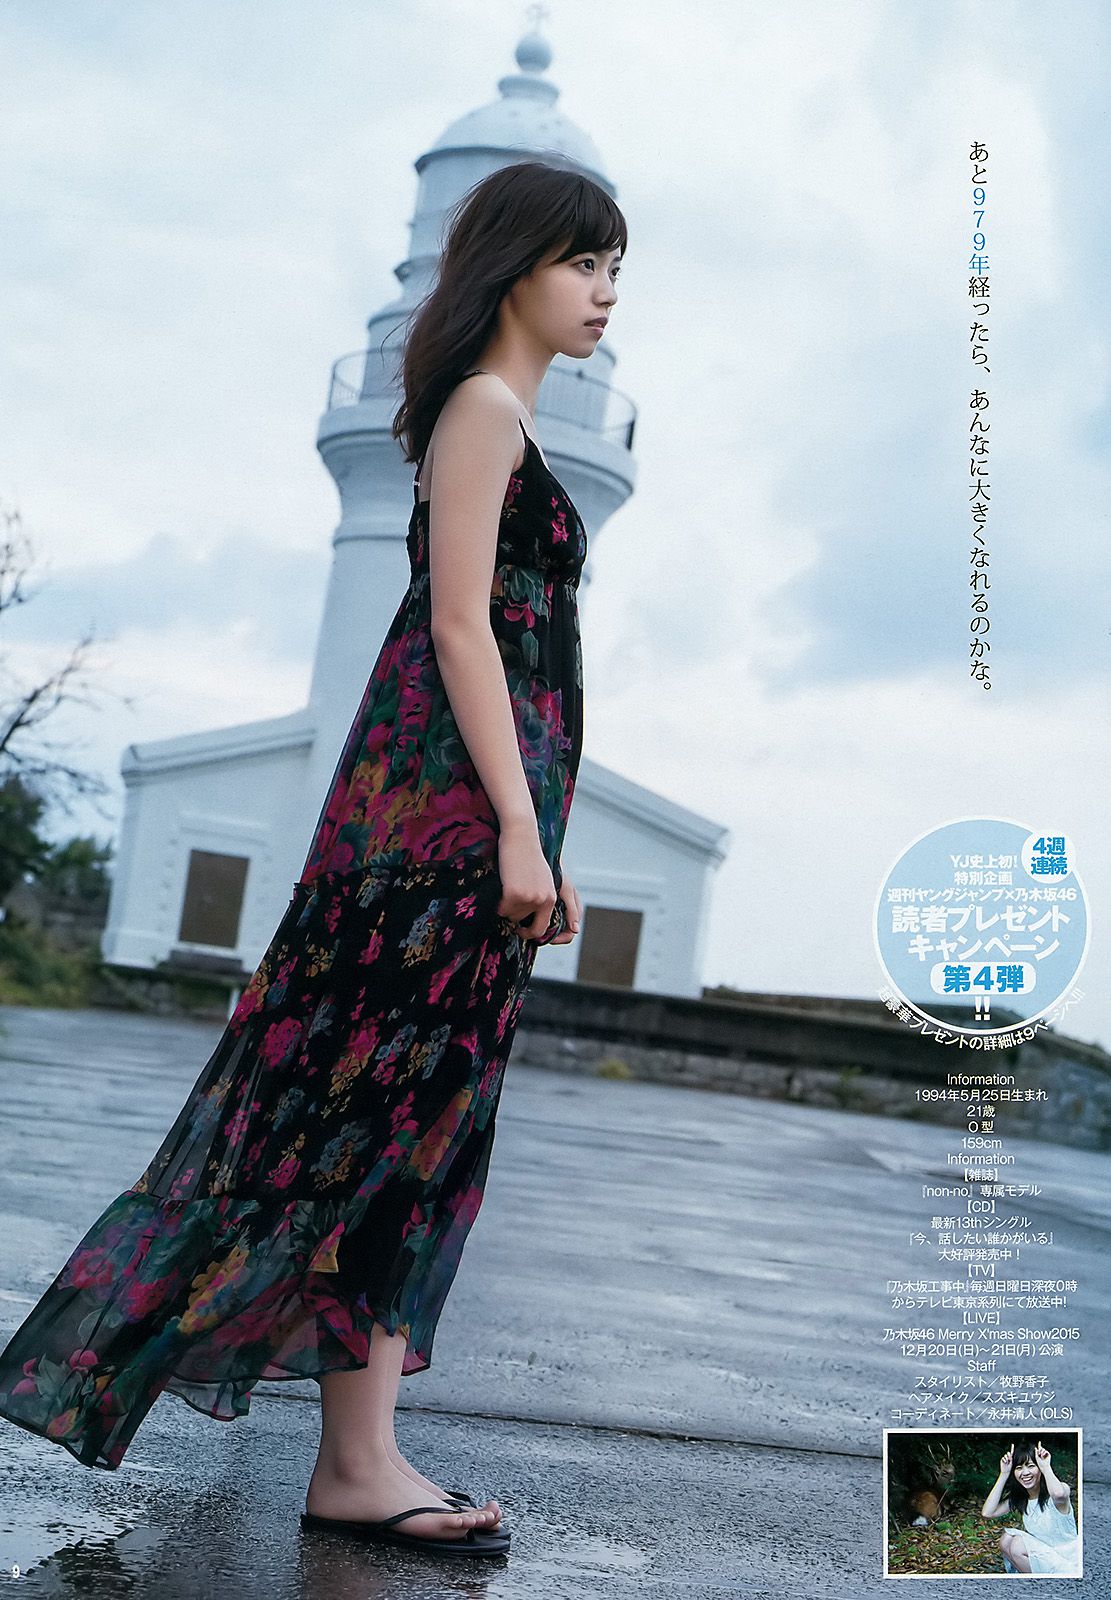 あと979年経ったら、あんなに大きくなれるのかな。
4週
連続
YJ史上初!
特別企画
週刊ヤングジャンプ×乃木坂46
読者プレゼント
キャンペーン
第4弾
!!
超豪華プレゼントの詳細は9ページへ!!!
Information
1994年5月25日生まれ
21歳
O型
159cm
Information
【雑誌】
『non-no』専属モデル
【CD】
最新13thシングル
『今、話したい誰かがいる』
大好評発売中！
【TV】
『乃木坂工事中』毎週日曜日深夜0時
からテレビ東京系列にて放送中!
【LIVE】
乃木坂46 Merry X'mas Show2015
12月20日(日)～21日(月)公演
Staff
スタイリスト／牧野香子
ヘアメイク／スズキユウジ
コーディネート／永井清人(OLS)
9